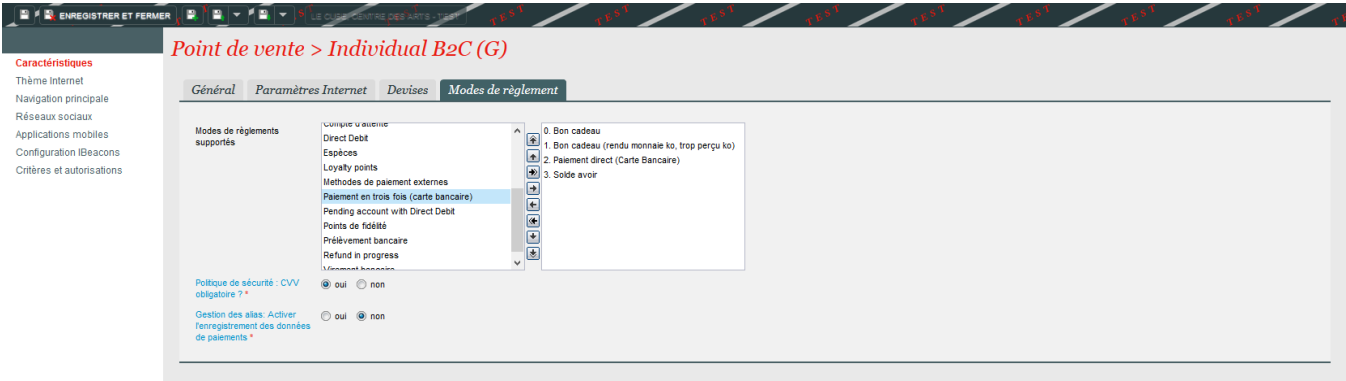 ENREGISTRER ET FERMER
LE CUBE, CENTRE DES ARTS - TEST
TEST TEST TEST TEST TEST TEST TEST TEST
Point de vente > Individual B2C (G)
Caractéristiques
Thème Internet
Navigation principale
Réseaux sociaux
Applications mobiles
Configuration IBeacons
Critères et autorisations
Général
Paramètres Internet
Devises
Modes de règlement
Modes de règlements
supportés
Compte d'attente
Direct Debit
Espèces
Loyalty points
Methodes de paiement externes
Paiement en trois fois (carte bancaire)
Pending account with Direct Debit
Points de fidélité
Prélèvement bancaire
Refund in progress
Virement bancaire
0. Bon cadeau
1. Bon cadeau (rendu monnaie ko, trop perçu ko)
2. Paiement direct (Carte Bancaire)
3. Solde avoir
Politique de sécurité : CVV
obligatoire ? *
oui non
Gestion des alias: Activer
l'enregistrement des données
de paiements *
oui non